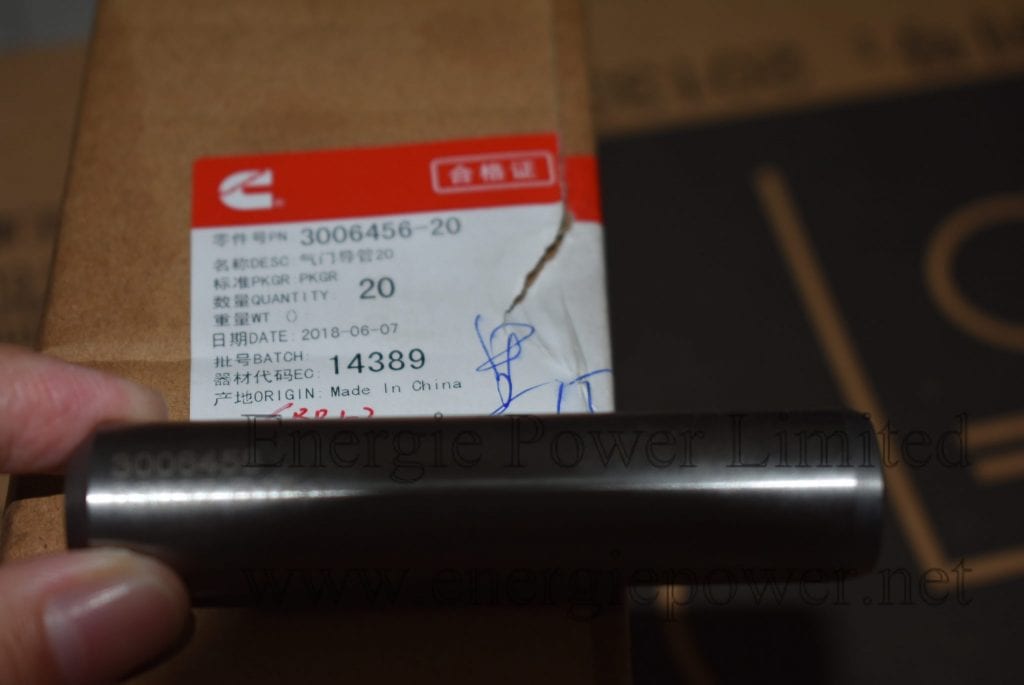 合格证
零件号PN 3006456-20
名称DESC: 气门导管20
标准PKGR:PKGR
数量QUANTITY: 20
重量WT ()
日期DATE: 2018-06-07
批号BATCH: 14389
器材代码EC:
产地ORIGIN: Made In China
300645
Energie Power Limited
www.energiepower.net